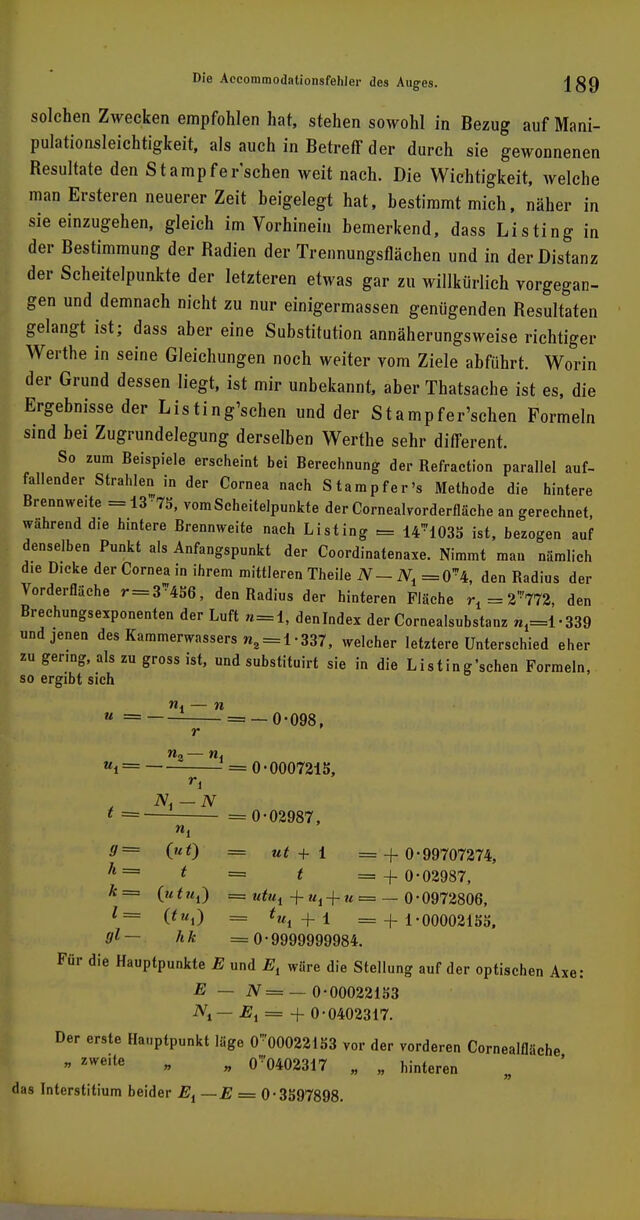 Die Accommodationsfehler des Auges. 189
solchen Zwecken empfohlen hat, stehen sowohl in Bezug auf Mani-
pulationsleichtigkeit, als auch in Betreff der durch sie gewonnenen
Resultate den Stampfer'schen weit nach. Die Wichtigkeit, welche
man Ersteren neuerer Zeit beigelegt hat, bestimmt mich, näher in
sie einzugehen, gleich im Vorhinein bemerkend, dass Listing in
der Bestimmung der Radien der Trennungsflächen und in der Distanz
der Scheitelpunkte der letzteren etwas gar zu willkürlich vorgegan-
gen und demnach nicht zu nur einigermassen genügenden Resultaten
gelangt ist; dass aber eine Substitution annäherungsweise richtiger
Werthe in seine Gleichungen noch weiter vom Ziele abführt. Worin
der Grund dessen liegt, ist mir unbekannt, aber Thatsache ist es, die
Ergebnisse der Listing'schen und der Stampfer'schen Formeln
sind bei Zugrundelegung derselben Werthe sehr different.
So zum Beispiele erscheint bei Berechnung der Refraction parallel auf-
fallender Strahlen in der Cornea nach Stampfer's Methode die hintere
Brennweite = 13‴75, vom Scheitelpunkte der Cornealvorderfläche an gerechnet,
während die hintere Brennweite nach Listing = 14‴1035 ist, bezogen auf
denselben Punkt als Anfangspunkt der Coordinatenaxe. Nimmt man nämlich
die Dicke der Cornea in ihrem mittleren Theile N — N₁ = 0‴4, den Radius der
Vorderfläche r = 3‴456, den Radius der hinteren Fläche r₁ = 2‴772, den
Brechungsexponenten der Luft n = 1, den Index der Cornealsubstanz n₁ = 1·339
und jenen des Kammerwassers n₂ = 1·337, welcher letztere Unterschied eher
zu gering, als zu gross ist, und substituirt sie in die Listing'schen Formeln,
so ergibt sich
u = — (n₁ — n) / r = — 0·098,
u₁ = — (n₂ — n₁) / r₁ = 0·0007215,
t = (N₁ — N) / n₁ = 0·02987,
g = (ut) = ut + 1 = + 0·99707274,
h = t = t = + 0·02987,
k = (utu₁) = utu₁ + u₁ + u = — 0·0972806,
l = (tu₁) = tu₁ + 1 = + 1·00002155,
gl — hk = 0·9999999984.
Für die Hauptpunkte E und E₁ wäre die Stellung auf der optischen Axe:
E — N = — 0·00022153
N₁ — E₁ = + 0·0402317.
Der erste Hauptpunkt läge 0‴00022153 vor der vorderen Cornealfläche,
„ zweite „ „ 0‴0402317 „ „ hinteren „
das Interstitium beider E₁ — E = 0·3597898.